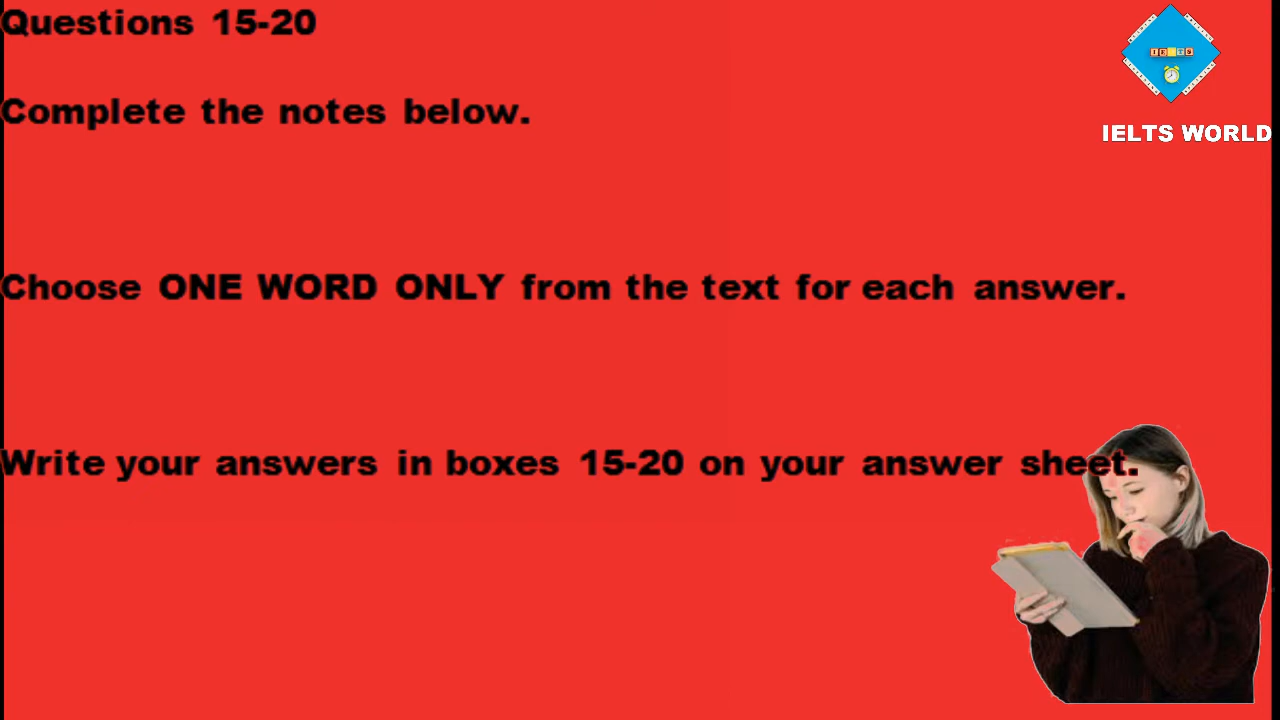 Questions 15-20
IELTS
IELTS WORLD
Complete the notes below.
Choose ONE WORD ONLY from the text for each answer.
Write your answers in boxes 15-20 on your answer sheet.